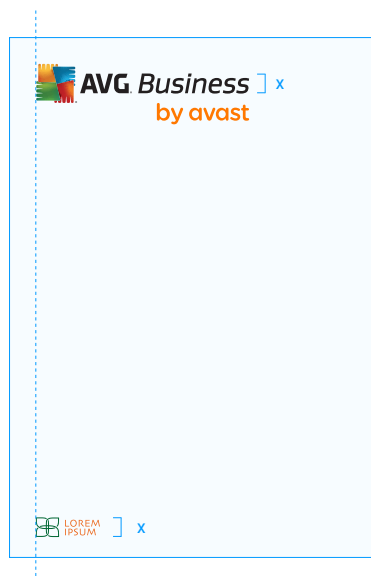 AVG. Business
x
by avast
LOREM
IPSUM
x